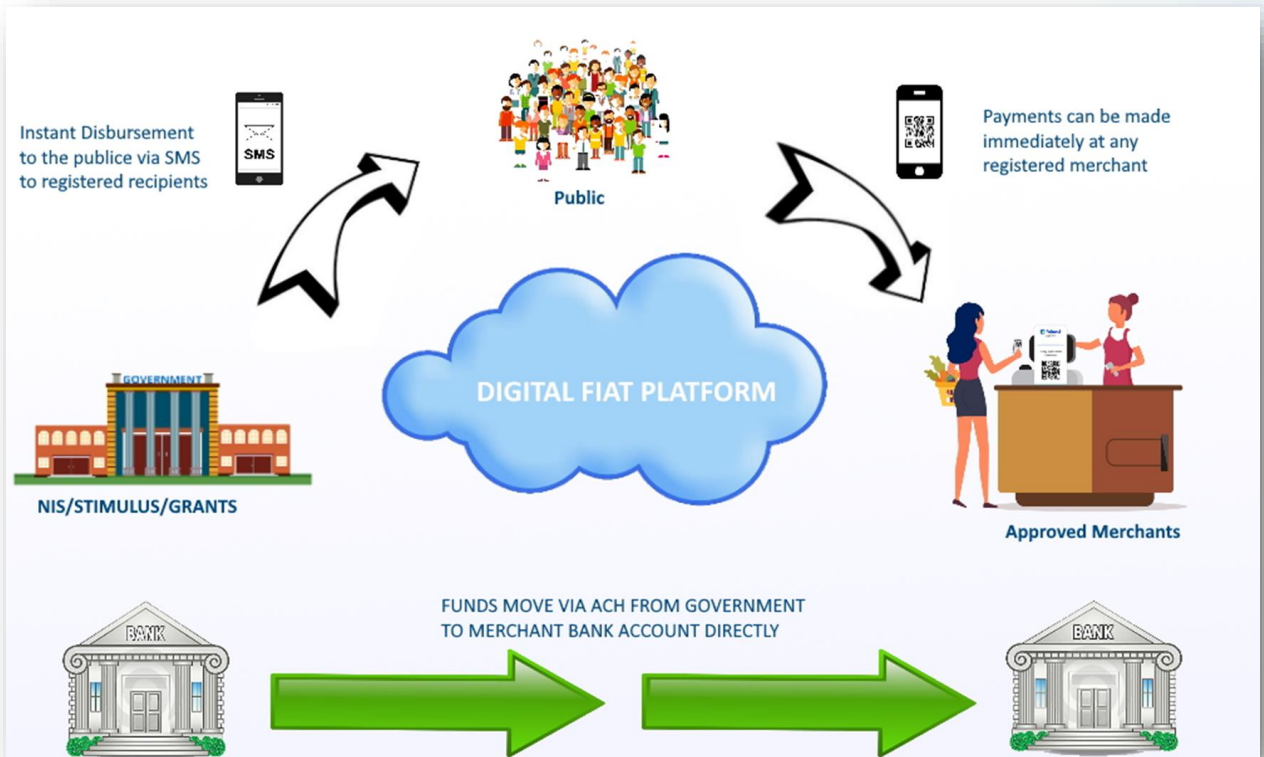 Instant Disbursement
to the publice via SMS
to registered recipients
SMS
Public
Payments can be made
immediately at any
registered merchant
GOVERNMENT
NIS/STIMULUS/GRANTS
DIGITAL FIAT PLATFORM
Approved Merchants
FUNDS MOVE VIA ACH FROM GOVERNMENT
TO MERCHANT BANK ACCOUNT DIRECTLY
BANK
BANK